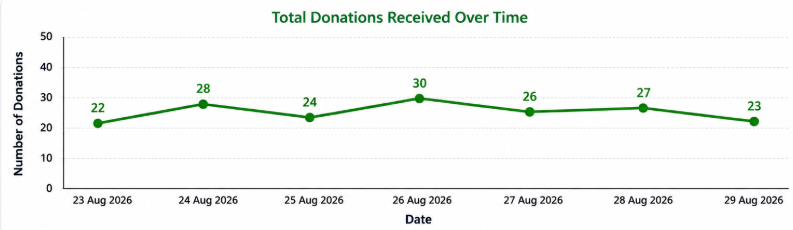 Total Donations Received Over Time
Number of Donations
50
40
30
20
10
0
22
28
24
30
26
27
23
23 Aug 2026
24 Aug 2026
25 Aug 2026
26 Aug 2026
27 Aug 2026
28 Aug 2026
29 Aug 2026
Date